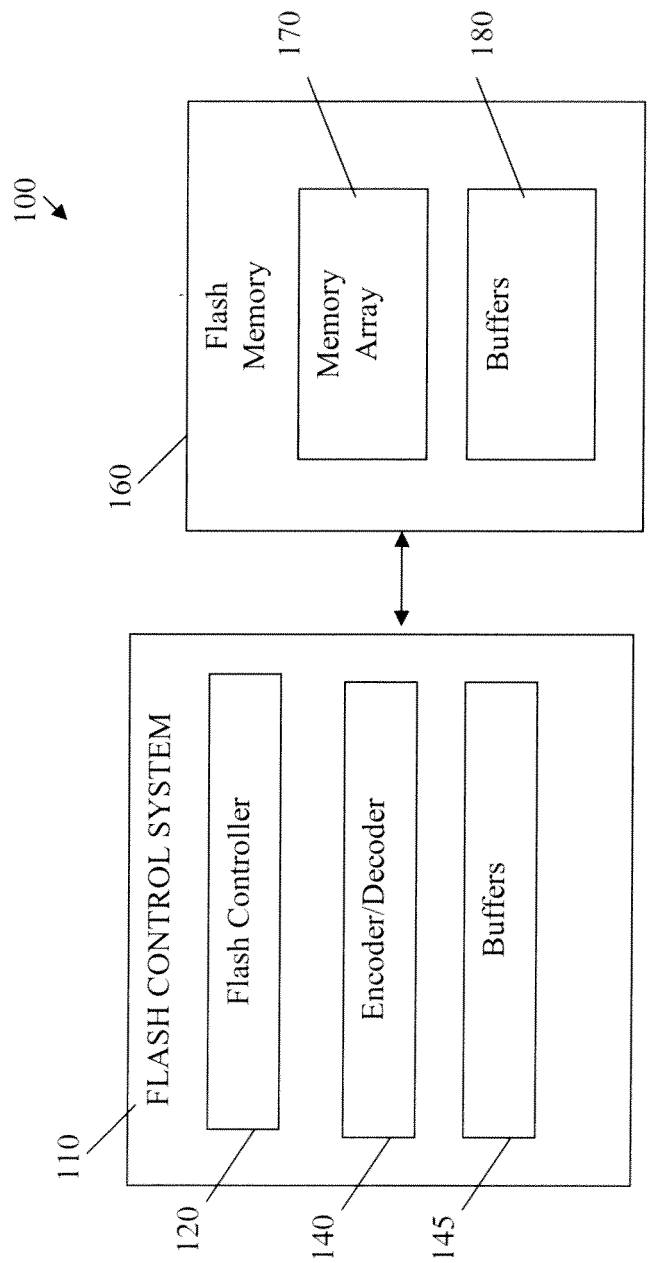 100
110
FLASH CONTROL SYSTEM
120
Flash Controller
140
Encoder/Decoder
145
Buffers
160
Flash
Memory
Memory
Array
170
Buffers
180